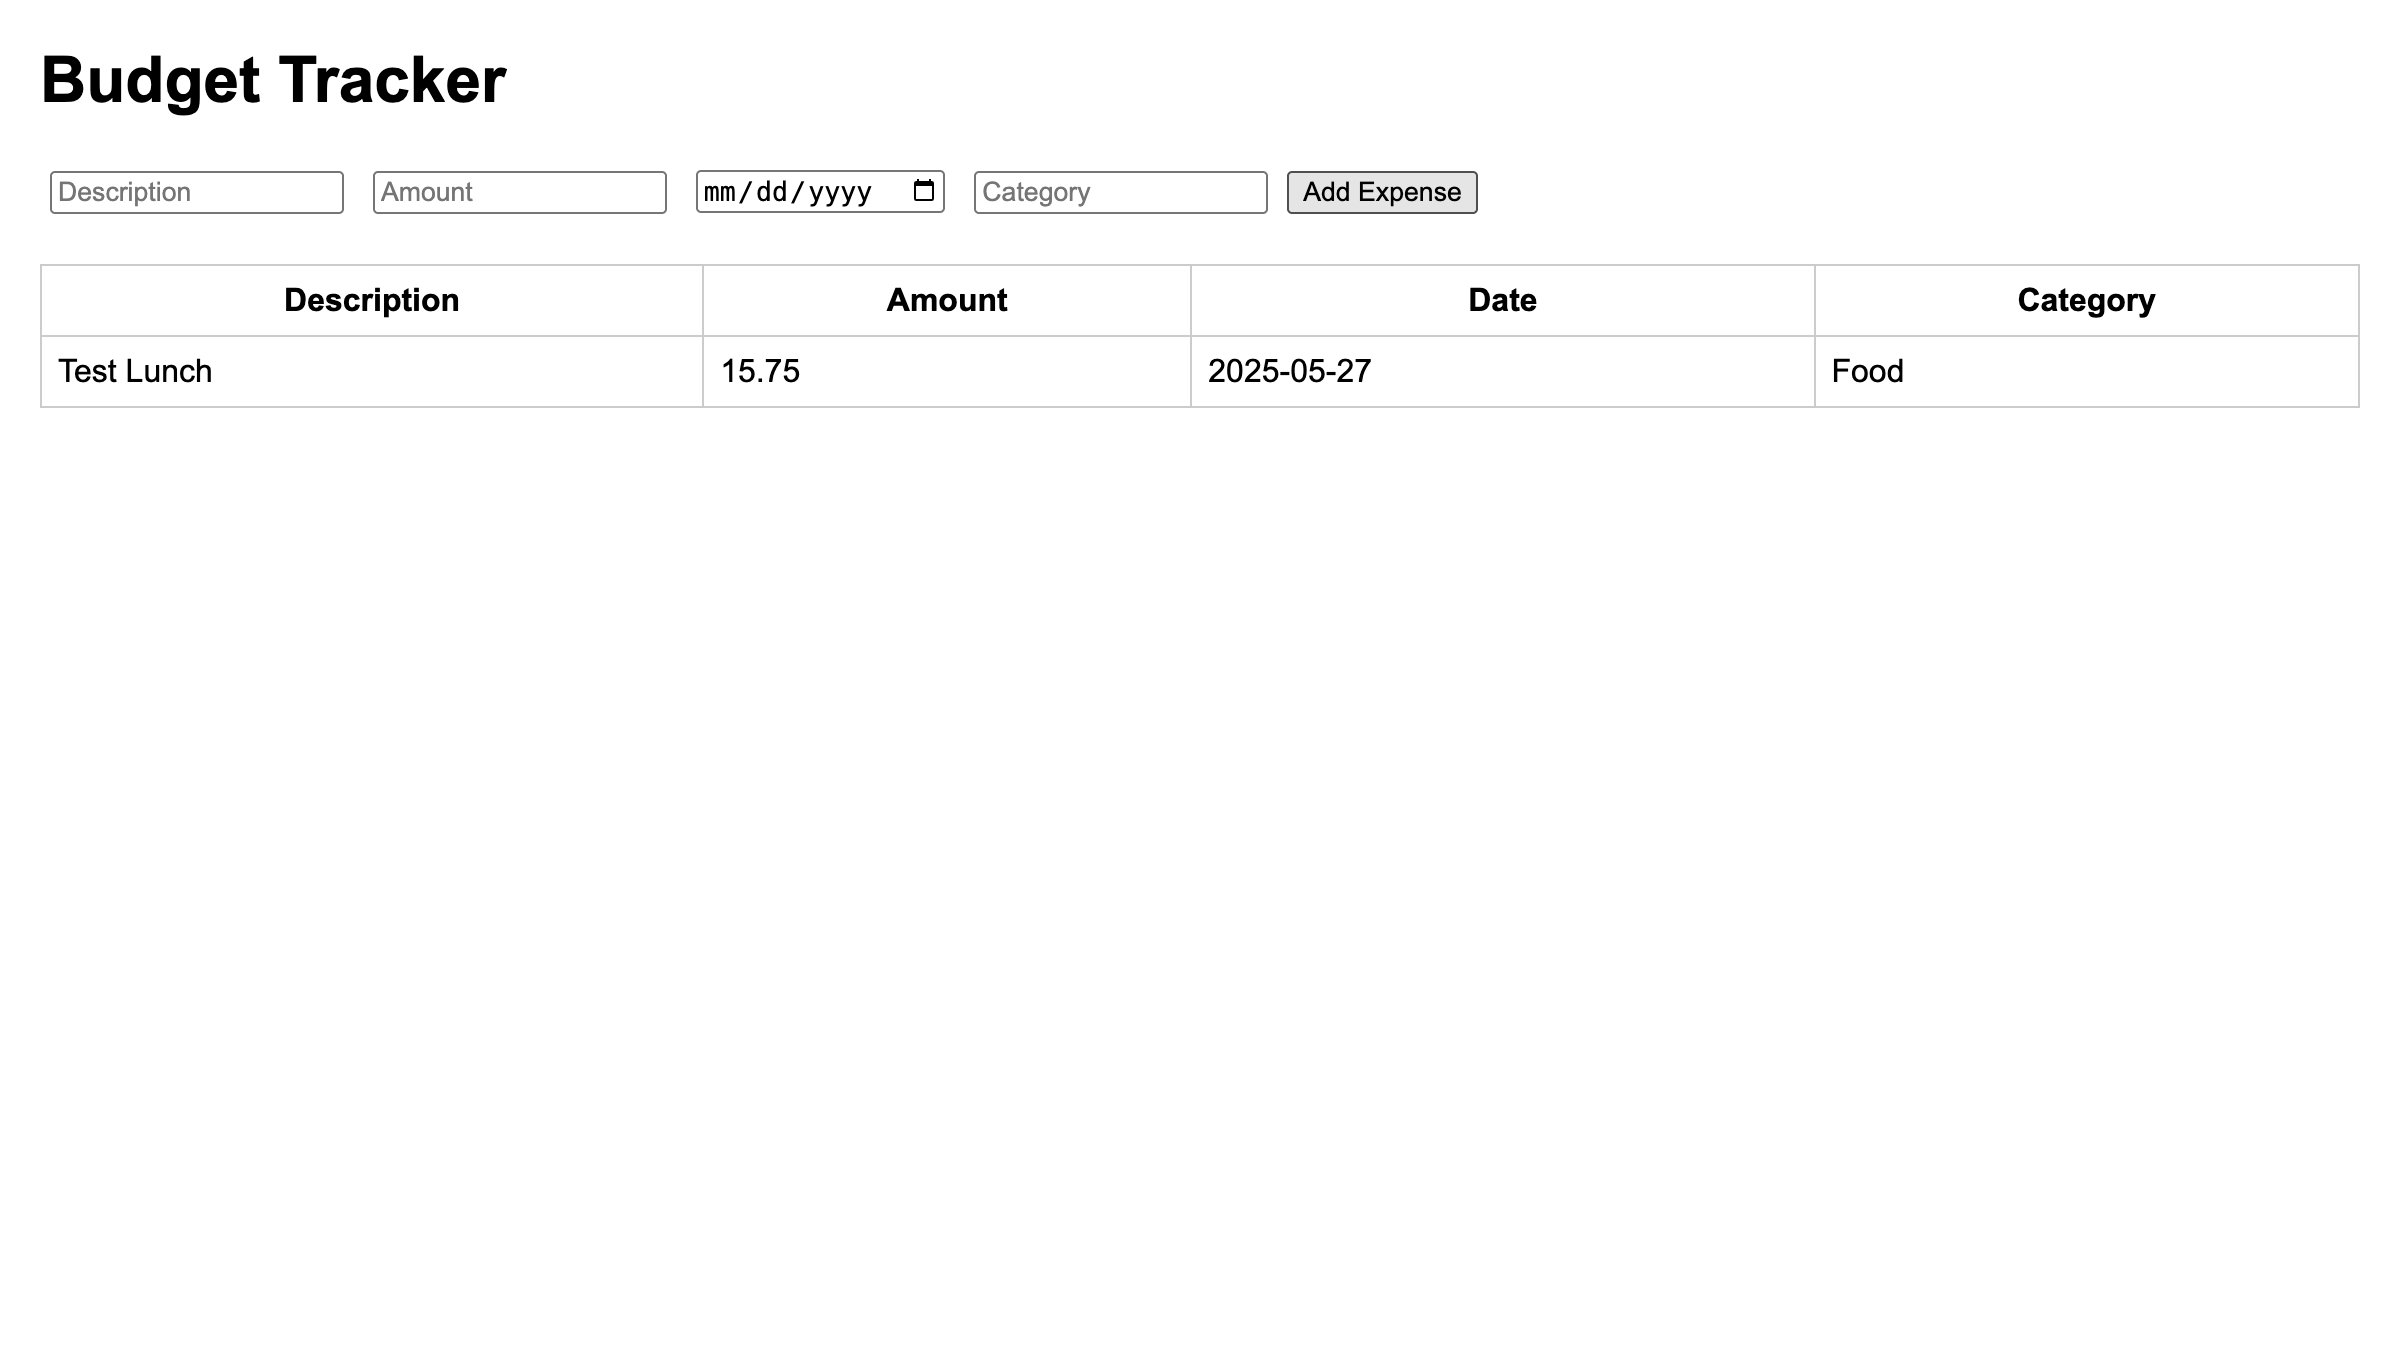 Budget Tracker
Description Amount mm/dd/yyyy Category Add Expense
Description Amount Date Category
Test Lunch 15.75 2025-05-27 Food